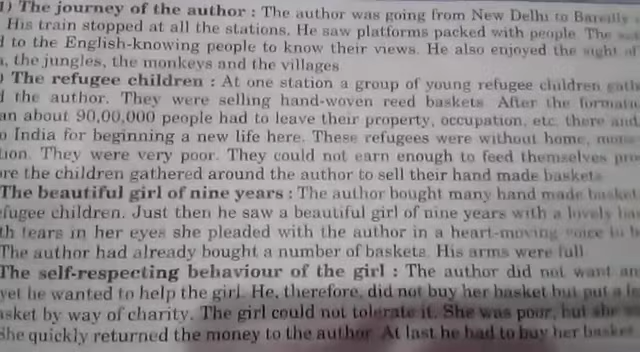 1) The journey of the author : The author was going from New Delhi to Bareilly
His train stopped at all the stations. He saw platforms packed with people. The
to the English-knowing people to know their views. He also enjoyed the sight of
, the jungles, the monkeys and the villages
) The refugee children : At one station a group of young refugee children
the author. They were selling hand-woven reed baskets. After the
an about 90,00,000 people had to leave their property, occupation, etc. there and
o India for beginning a new life here. These refugees were without home,
They were very poor. They could not earn enough to feed themselves
the children gathered around the author to sell their hand made baskets
The beautiful girl of nine years : The author bought many hand made
children. Just then he saw a beautiful girl of nine years with a lovely
th tears in her eyes she pleaded with the author in a heart-moving voice to
The author had already bought a number of baskets. His arms were full
The self-respecting behaviour of the girl : The author did not want
yet he wanted to help the girl. He, therefore, did not buy her basket but put a
by way of charity. The girl could not tolerate it. She was poor, but she
She quickly returned the money to the author. At last he had to buy her basket